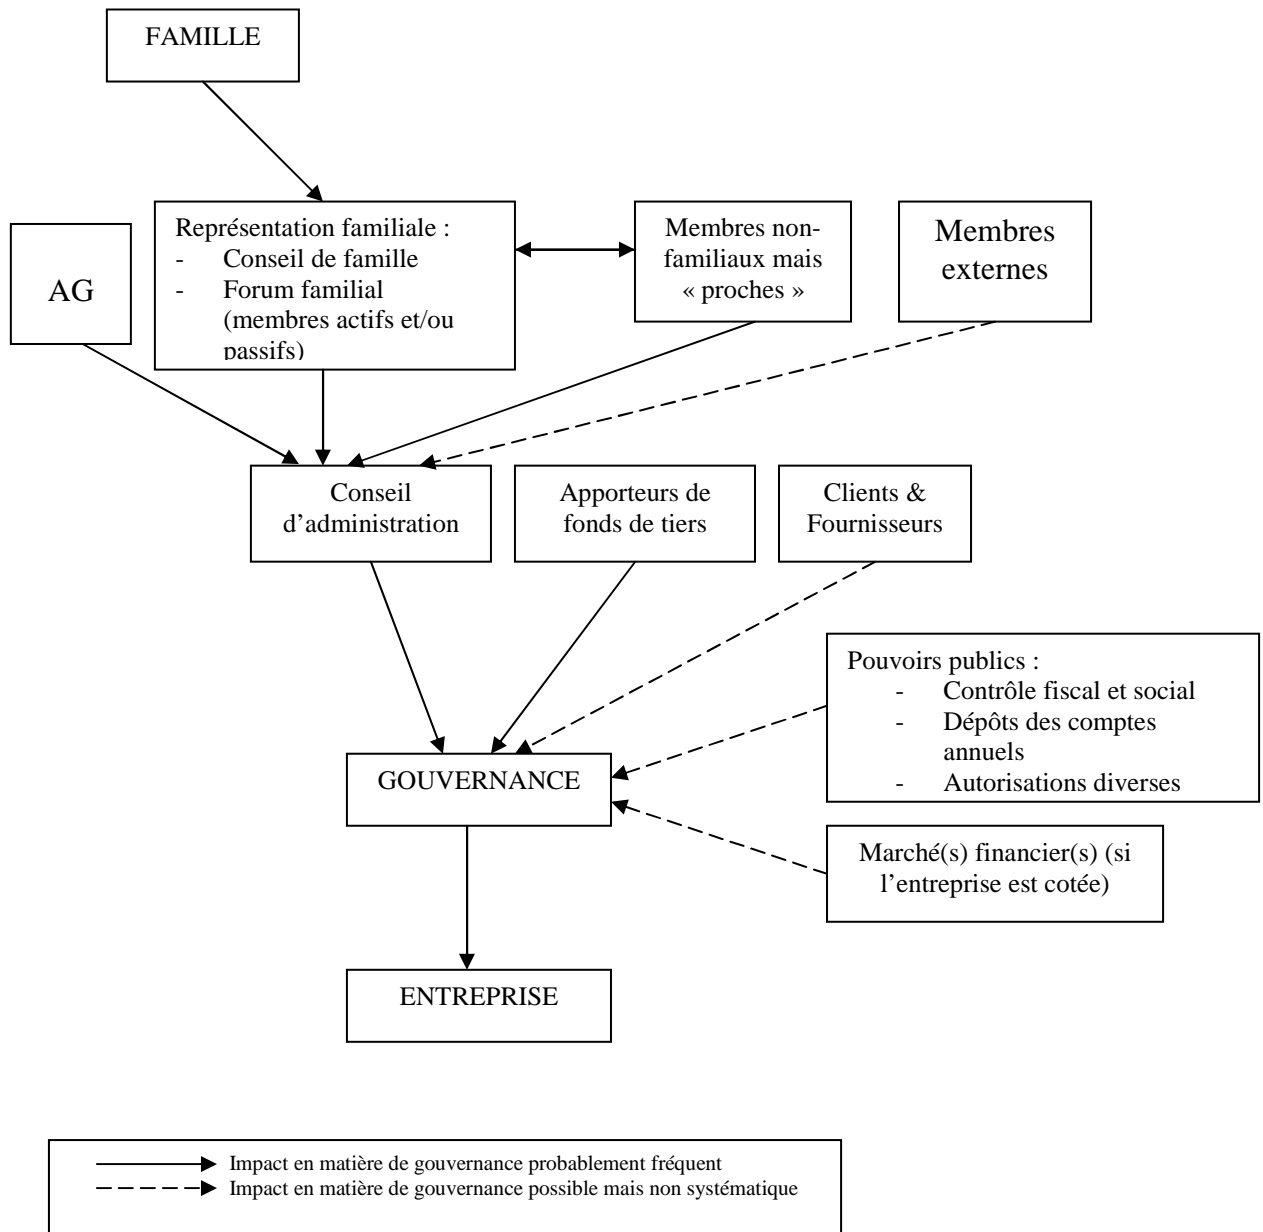 FAMILLE
AG
Représentation familiale :
- Conseil de famille
- Forum familial
(membres actifs et/ou
passifs)
Membres non-
familiaux mais
« proches »
Membres
externes
Conseil
d’administration
Apporteurs de
fonds de tiers
Clients &
Fournisseurs
Pouvoirs publics :
- Contrôle fiscal et social
- Dépôts des comptes
annuels
- Autorisations diverses
GOUVERNANCE
Marché(s) financier(s) (si
l’entreprise est cotée)
ENTREPRISE
Impact en matière de gouvernance probablement fréquent
Impact en matière de gouvernance possible mais non systématique